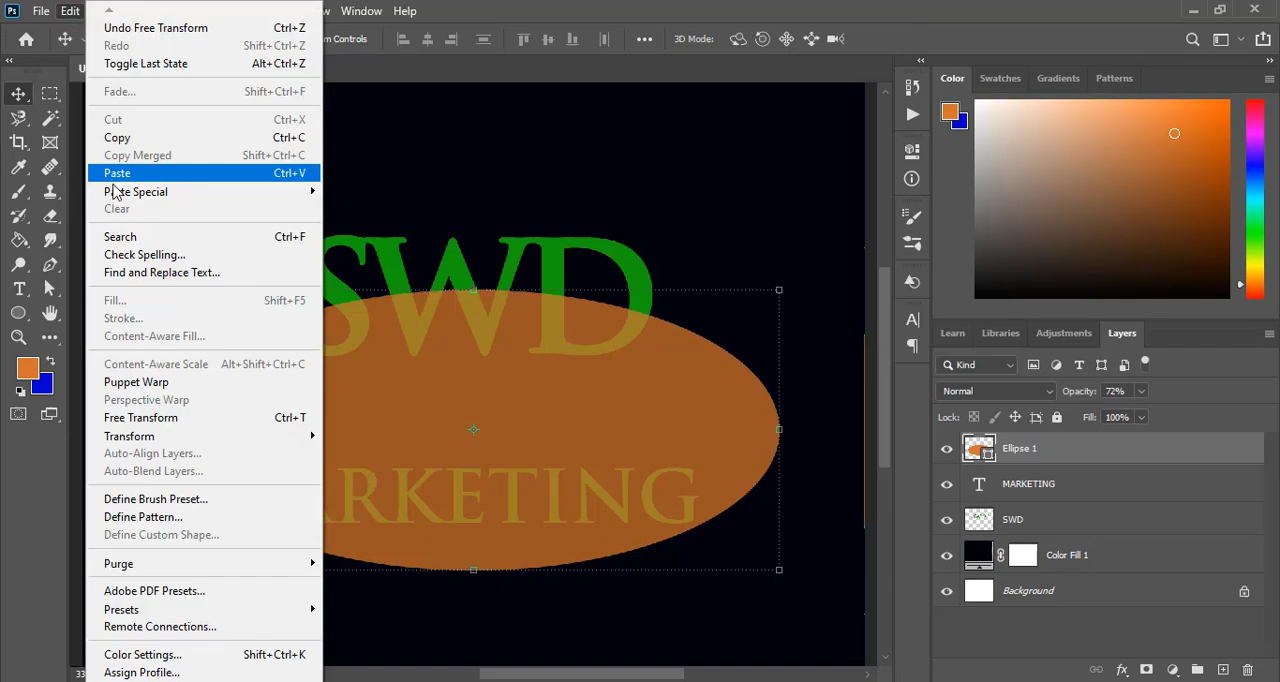 Ps File Edit w Window Help
m Controls 3D Mode:
U
Undo Free Transform Ctrl+Z
Redo Shift+Ctrl+Z
Toggle Last State Alt+Ctrl+Z
Fade... Shift+Ctrl+F
Cut Ctrl+X
Copy Ctrl+C
Copy Merged Shift+Ctrl+C
Paste Ctrl+V
Paste Special
Clear
Search Ctrl+F
Check Spelling...
Find and Replace Text...
Fill... Shift+F5
Stroke...
Content-Aware Fill...
Content-Aware Scale Alt+Shift+Ctrl+C
Puppet Warp
Perspective Warp
Free Transform Ctrl+T
Transform
Auto-Align Layers...
Auto-Blend Layers...
Define Brush Preset...
Define Pattern...
Define Custom Shape...
Purge
Adobe PDF Presets...
Presets
Remote Connections...
Color Settings... Shift+Ctrl+K
Assign Profile...
SWD
ARKETING
33
Color Swatches Gradients Patterns
Learn Libraries Adjustments Layers
Kind
Normal Opacity: 72%
Lock: Fill: 100%
Ellipse 1
T MARKETING
SWD
Color Fill 1
Background